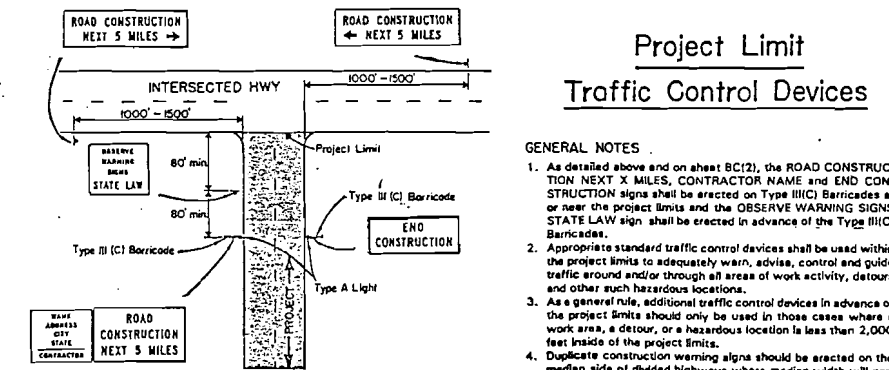 ROAD CONSTRUCTION
NEXT 5 MILES →
ROAD CONSTRUCTION
← NEXT 5 MILES
INTERSECTED HWY
1000' -1500'
1000' - 1500'
OBSERVE
WARNING
SIGNS
STATE LAW
80' min.
80' min.
Project Limit
Type III (C) Barricade
END
CONSTRUCTION
Type III (C) Barricode
Type A Light
PROJECT
NAME
ADDRESS
CITY
STATE
CONTRACTOR
ROAD
CONSTRUCTION
NEXT 5 MILES
Project Limit
Traffic Control Devices
GENERAL NOTES
1. As detailed above and on sheet BC(2), the ROAD CONSTRUC-
TION NEXT X MILES, CONTRACTOR NAME and END CON-
STRUCTION signs shall be erected on Type III(C) Barricades
or near the project limits and the OBSERVE WARNING SIGNS
STATE LAW sign shall be erected in advance of the Type III(C)
Barricades.
2. Appropriate standard traffic control devices shall be used within
the project limits to adequately warn, advise, control and guide
traffic around and/or through all areas of work activity, detours
and other such hazardous locations.
3. As a general rule, additional traffic control devices in advance of
the project limits should only be used in those cases where
work area, a detour, or a hazardous location is less than 2,000
feet inside of the project limits.
4. Duplicate construction warning signs should be erected on the
median side of divided highways where median width will